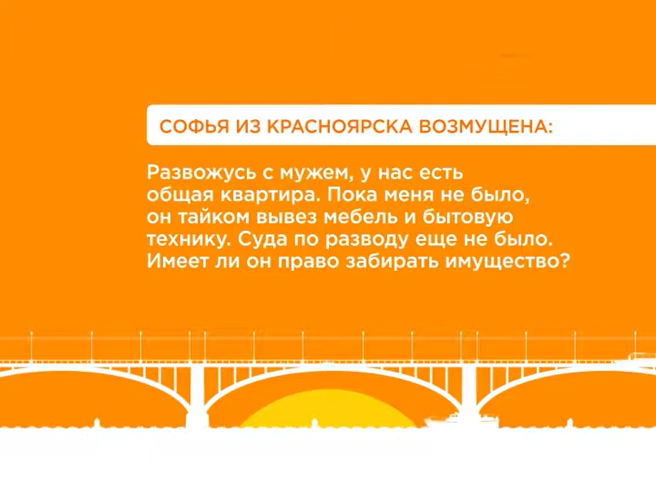 СОФЬЯ ИЗ КРАСНОЯРСКА ВОЗМУЩЕНА:
Развожусь с мужем, у нас есть
общая квартира. Пока меня не было,
он тайком вывез мебель и бытовую
технику. Суда по разводу еще не было.
Имеет ли он право забирать имущество?